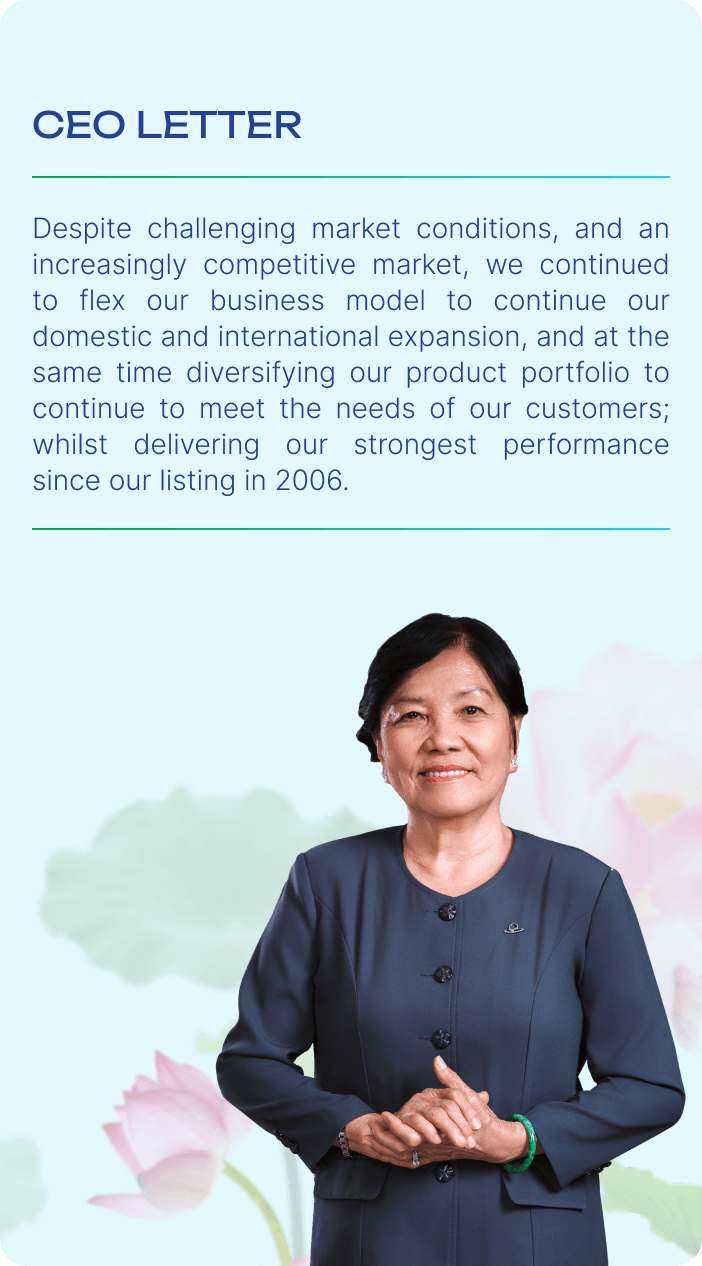 CEO LETTER
Despite challenging market conditions, and an
increasingly competitive market, we continued
to flex our business model to continue our
domestic and international expansion, and at the
same time diversifying our product portfolio to
continue to meet the needs of our customers;
whilst delivering our strongest performance
since our listing in 2006.